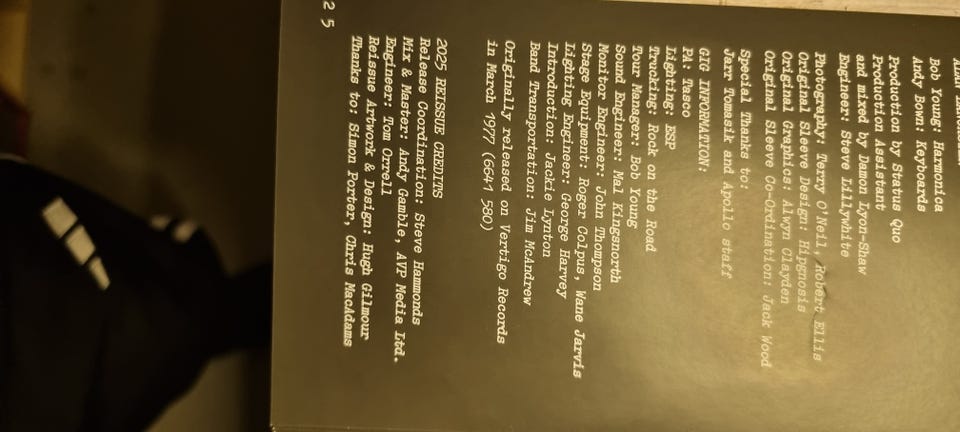 Bob Young: Harmonica
Andy Bown: Keyboards
Production by Status Quo
Production Assistant
and mixed by Damon Lyon-Shaw
Engineer: Steve Lillywhite
Photography: Terry O'Neil, Robert Ellis
Original Sleeve Design: Hipgnosis
Original Graphics: Alwyn Clayden
Original Sleeve Co-Ordination: Jack Wood
Special Thanks to:
Jarr Tomasik and Apollo staff
GIG INFORMATION:
PA: Tasco
Lighting: ESP
Trucking: Rock on the Road
Tour Manager: Bob Young
Sound Engineer: Mal Kingsnorth
Monitor Engineer: John Thompson
Stage Equipment: Roger Colpus, Wane Jarvis
Lighting Engineer: George Harvey
Introduction: Jackie Lynton
Band Transportation: Jim McAndrew
Originally released on Vertigo Records
in March 1977 (6641 580)
2025 REISSUE CREDITS
Release Coordination: Steve Hammonds
Mix & Master: Andy Gamble, AVP Media Ltd.
Engineer: Tom Orrell
Reissue Artwork & Design: Hugh Gilmour
Thanks to: Simon Porter, Chris MacAdams
2 5